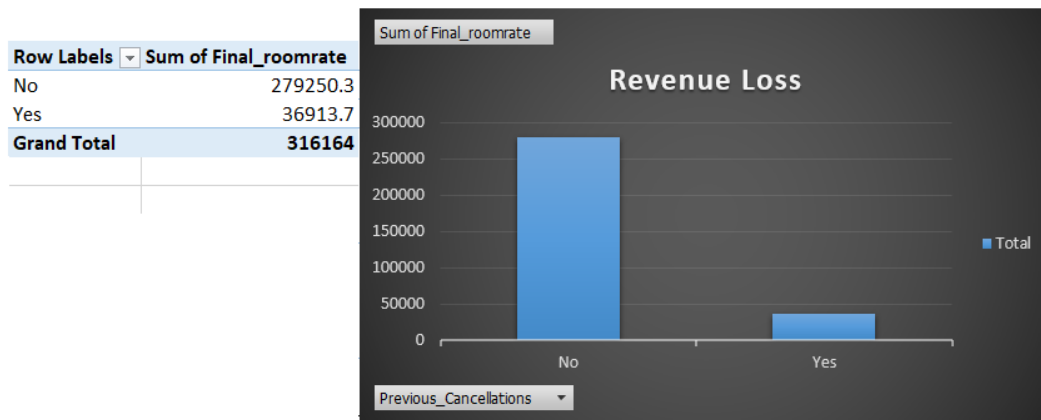 Row Labels Sum of Final_roomrate
No 279250.3
Yes 36913.7
Grand Total 316164
Sum of Final_roomrate
Revenue Loss
300000
250000
200000
150000
100000
50000
0
No Yes
Total
Previous_Cancellations